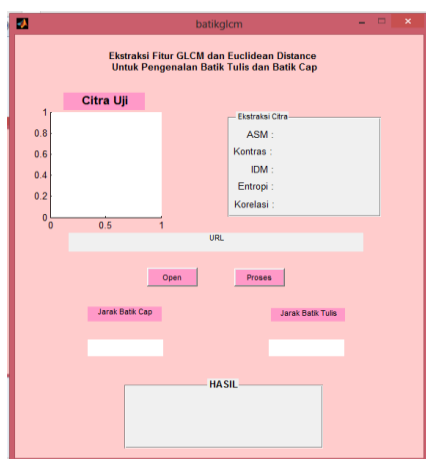 batikglcm
Ekstraksi Fitur GLCM dan Euclidean Distance
Untuk Pengenalan Batik Tulis dan Batik Cap
Citra Uji
1
0.8
0.6
0.4
0.2
0
0
0.5
1
Ekstraksi Citra
ASM :
Kontras :
IDM :
Entropi :
Korelasi :
URL
Open
Proses
Jarak Batik Cap
Jarak Batik Tulis
HASIL